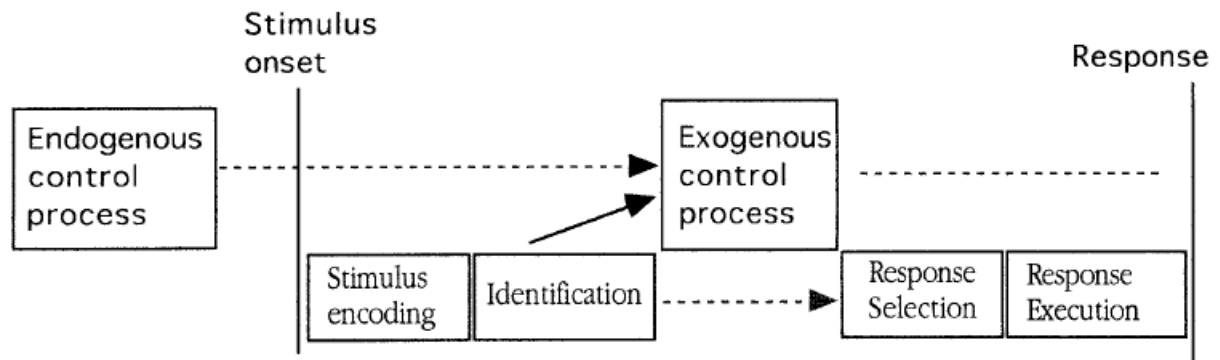 Stimulus
onset
Response
Endogenous
control
process
Exogenous
control
process
Stimulus
encoding
Identification
Response
Selection
Response
Execution